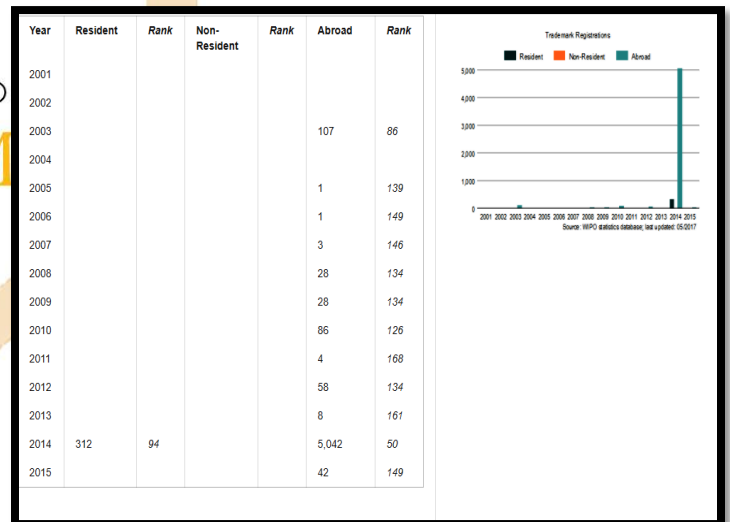 Year Resident Rank Non-Resident Rank Abroad Rank
2001
2002
2003 107 86
2004
2005 1 139
2006 1 149
2007 3 146
2008 28 134
2009 28 134
2010 86 126
2011 4 168
2012 58 134
2013 8 161
2014 312 94 5,042 50
2015 42 149
Trademark Registrations
Resident Non-Resident Abroad
5,000
4,000
3,000
2,000
1,000
0
2001 2002 2003 2004 2005 2006 2007 2008 2009 2010 2011 2012 2013 2014 2015
Source: WIPO statistics database; last updated: 05/2017